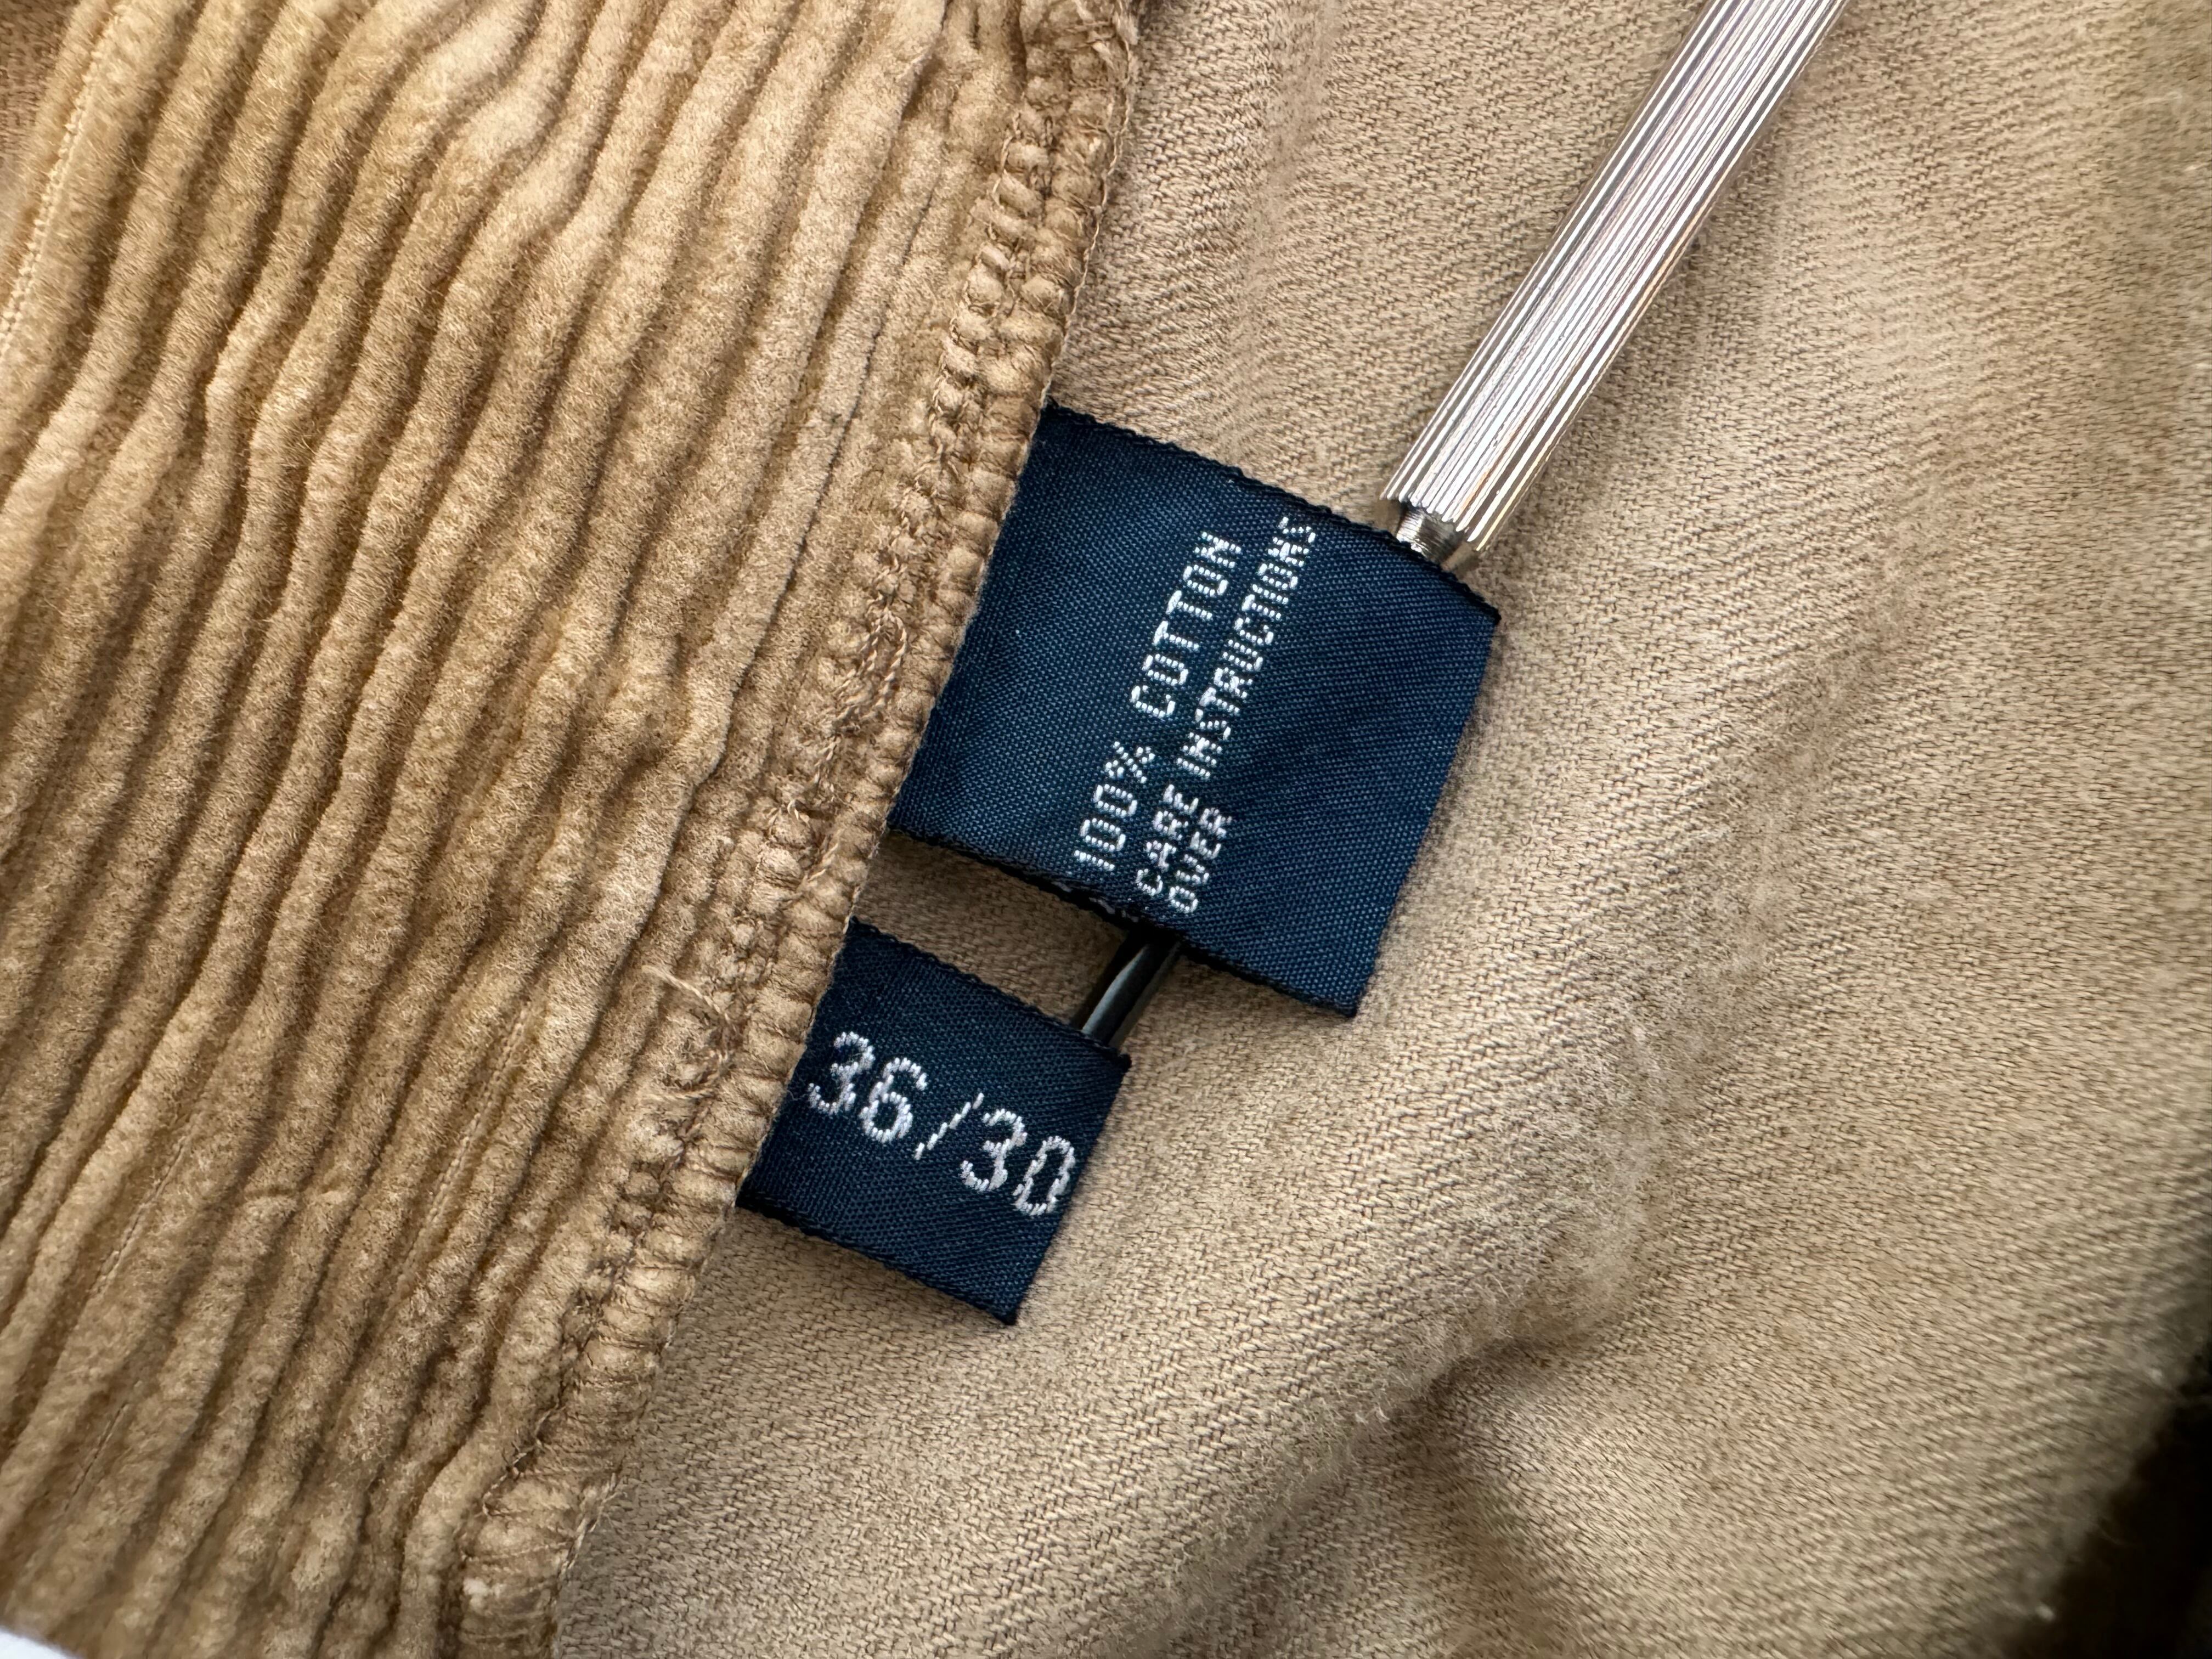 100% COTTON
CARE INSTRUCTIONS
OVER
36/30